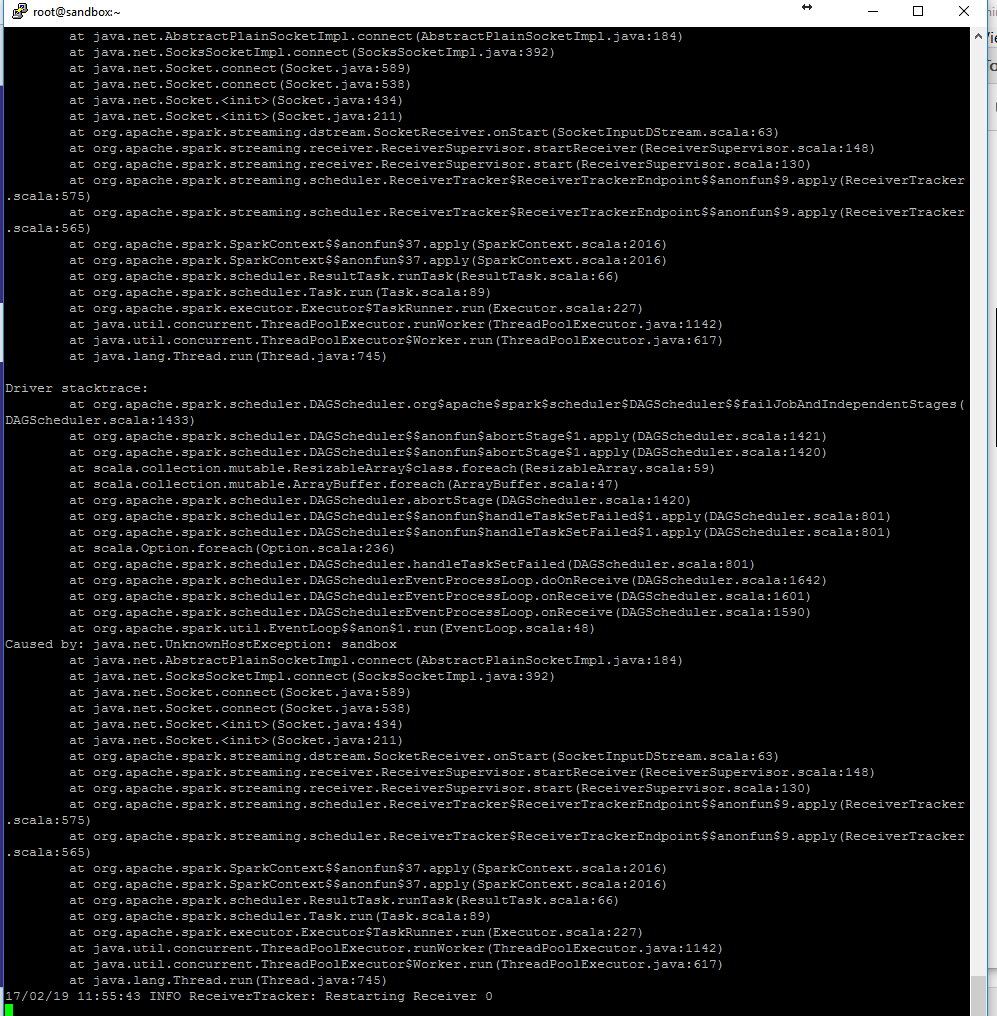 root@sandbox:~
at java.net.AbstractPlainSocketImpl.connect(AbstractPlainSocketImpl.java:184)
at java.net.SocksSocketImpl.connect(SocksSocketImpl.java:392)
at java.net.Socket.connect(Socket.java:589)
at java.net.Socket.connect(Socket.java:538)
at java.net.Socket.<init>(Socket.java:434)
at java.net.Socket.<init>(Socket.java:211)
at org.apache.spark.streaming.dstream.SocketReceiver.onStart(SocketInputDStream.scala:63)
at org.apache.spark.streaming.receiver.ReceiverSupervisor.startReceiver(ReceiverSupervisor.scala:148)
at org.apache.spark.streaming.receiver.ReceiverSupervisor.start(ReceiverSupervisor.scala:130)
at org.apache.spark.streaming.scheduler.ReceiverTracker$ReceiverTrackerEndpoint$$anonfun$9.apply(ReceiverTracker
.scala:575)
at org.apache.spark.streaming.scheduler.ReceiverTracker$ReceiverTrackerEndpoint$$anonfun$9.apply(ReceiverTracker
.scala:565)
at org.apache.spark.SparkContext$$anonfun$37.apply(SparkContext.scala:2016)
at org.apache.spark.SparkContext$$anonfun$37.apply(SparkContext.scala:2016)
at org.apache.spark.scheduler.ResultTask.runTask(ResultTask.scala:66)
at org.apache.spark.scheduler.Task.run(Task.scala:89)
at org.apache.spark.executor.Executor$TaskRunner.run(Executor.scala:227)
at java.util.concurrent.ThreadPoolExecutor.runWorker(ThreadPoolExecutor.java:1142)
at java.util.concurrent.ThreadPoolExecutor$Worker.run(ThreadPoolExecutor.java:617)
at java.lang.Thread.run(Thread.java:745)
Driver stacktrace:
at org.apache.spark.scheduler.DAGScheduler.org$apache$spark$scheduler$DAGScheduler$$failJobAndIndependentStages(
DAGScheduler.scala:1433)
at org.apache.spark.scheduler.DAGScheduler$$anonfun$abortStage$1.apply(DAGScheduler.scala:1421)
at org.apache.spark.scheduler.DAGScheduler$$anonfun$abortStage$1.apply(DAGScheduler.scala:1420)
at scala.collection.mutable.ResizableArray$class.foreach(ResizableArray.scala:59)
at scala.collection.mutable.ArrayBuffer.foreach(ArrayBuffer.scala:47)
at org.apache.spark.scheduler.DAGScheduler.abortStage(DAGScheduler.scala:1420)
at org.apache.spark.scheduler.DAGScheduler$$anonfun$handleTaskSetFailed$1.apply(DAGScheduler.scala:801)
at org.apache.spark.scheduler.DAGScheduler$$anonfun$handleTaskSetFailed$1.apply(DAGScheduler.scala:801)
at scala.Option.foreach(Option.scala:236)
at org.apache.spark.scheduler.DAGScheduler.handleTaskSetFailed(DAGScheduler.scala:801)
at org.apache.spark.scheduler.DAGSchedulerEventProcessLoop.doOnReceive(DAGScheduler.scala:1642)
at org.apache.spark.scheduler.DAGSchedulerEventProcessLoop.onReceive(DAGScheduler.scala:1601)
at org.apache.spark.scheduler.DAGSchedulerEventProcessLoop.onReceive(DAGScheduler.scala:1590)
at org.apache.spark.util.EventLoop$$anon$1.run(EventLoop.scala:48)
Caused by: java.net.UnknownHostException: sandbox
at java.net.AbstractPlainSocketImpl.connect(AbstractPlainSocketImpl.java:184)
at java.net.SocksSocketImpl.connect(SocksSocketImpl.java:392)
at java.net.Socket.connect(Socket.java:589)
at java.net.Socket.connect(Socket.java:538)
at java.net.Socket.<init>(Socket.java:434)
at java.net.Socket.<init>(Socket.java:211)
at org.apache.spark.streaming.dstream.SocketReceiver.onStart(SocketInputDStream.scala:63)
at org.apache.spark.streaming.receiver.ReceiverSupervisor.startReceiver(ReceiverSupervisor.scala:148)
at org.apache.spark.streaming.receiver.ReceiverSupervisor.start(ReceiverSupervisor.scala:130)
at org.apache.spark.streaming.scheduler.ReceiverTracker$ReceiverTrackerEndpoint$$anonfun$9.apply(ReceiverTracker
.scala:575)
at org.apache.spark.streaming.scheduler.ReceiverTracker$ReceiverTrackerEndpoint$$anonfun$9.apply(ReceiverTracker
.scala:565)
at org.apache.spark.SparkContext$$anonfun$37.apply(SparkContext.scala:2016)
at org.apache.spark.SparkContext$$anonfun$37.apply(SparkContext.scala:2016)
at org.apache.spark.scheduler.ResultTask.runTask(ResultTask.scala:66)
at org.apache.spark.scheduler.Task.run(Task.scala:89)
at org.apache.spark.executor.Executor$TaskRunner.run(Executor.scala:227)
at java.util.concurrent.ThreadPoolExecutor.runWorker(ThreadPoolExecutor.java:1142)
at java.util.concurrent.ThreadPoolExecutor$Worker.run(ThreadPoolExecutor.java:617)
at java.lang.Thread.run(Thread.java:745)
17/02/19 11:55:43 INFO ReceiverTracker: Restarting Receiver 0